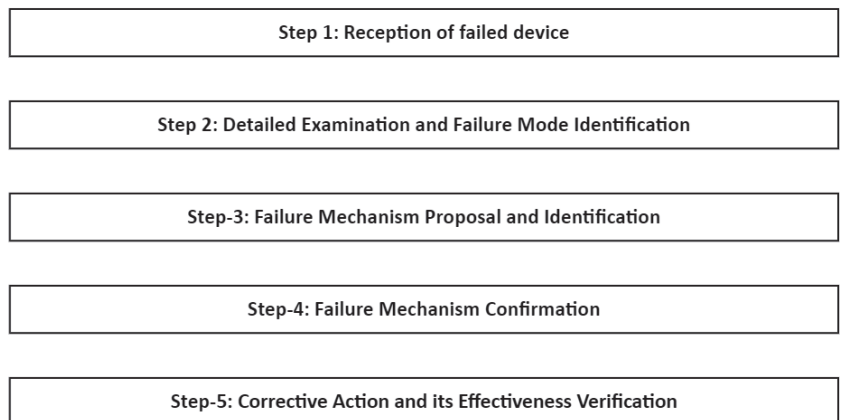 Step 1: Reception of failed device
Step 2: Detailed Examination and Failure Mode Identification
Step-3: Failure Mechanism Proposal and Identification
Step-4: Failure Mechanism Confirmation
Step-5: Corrective Action and its Effectiveness Verification